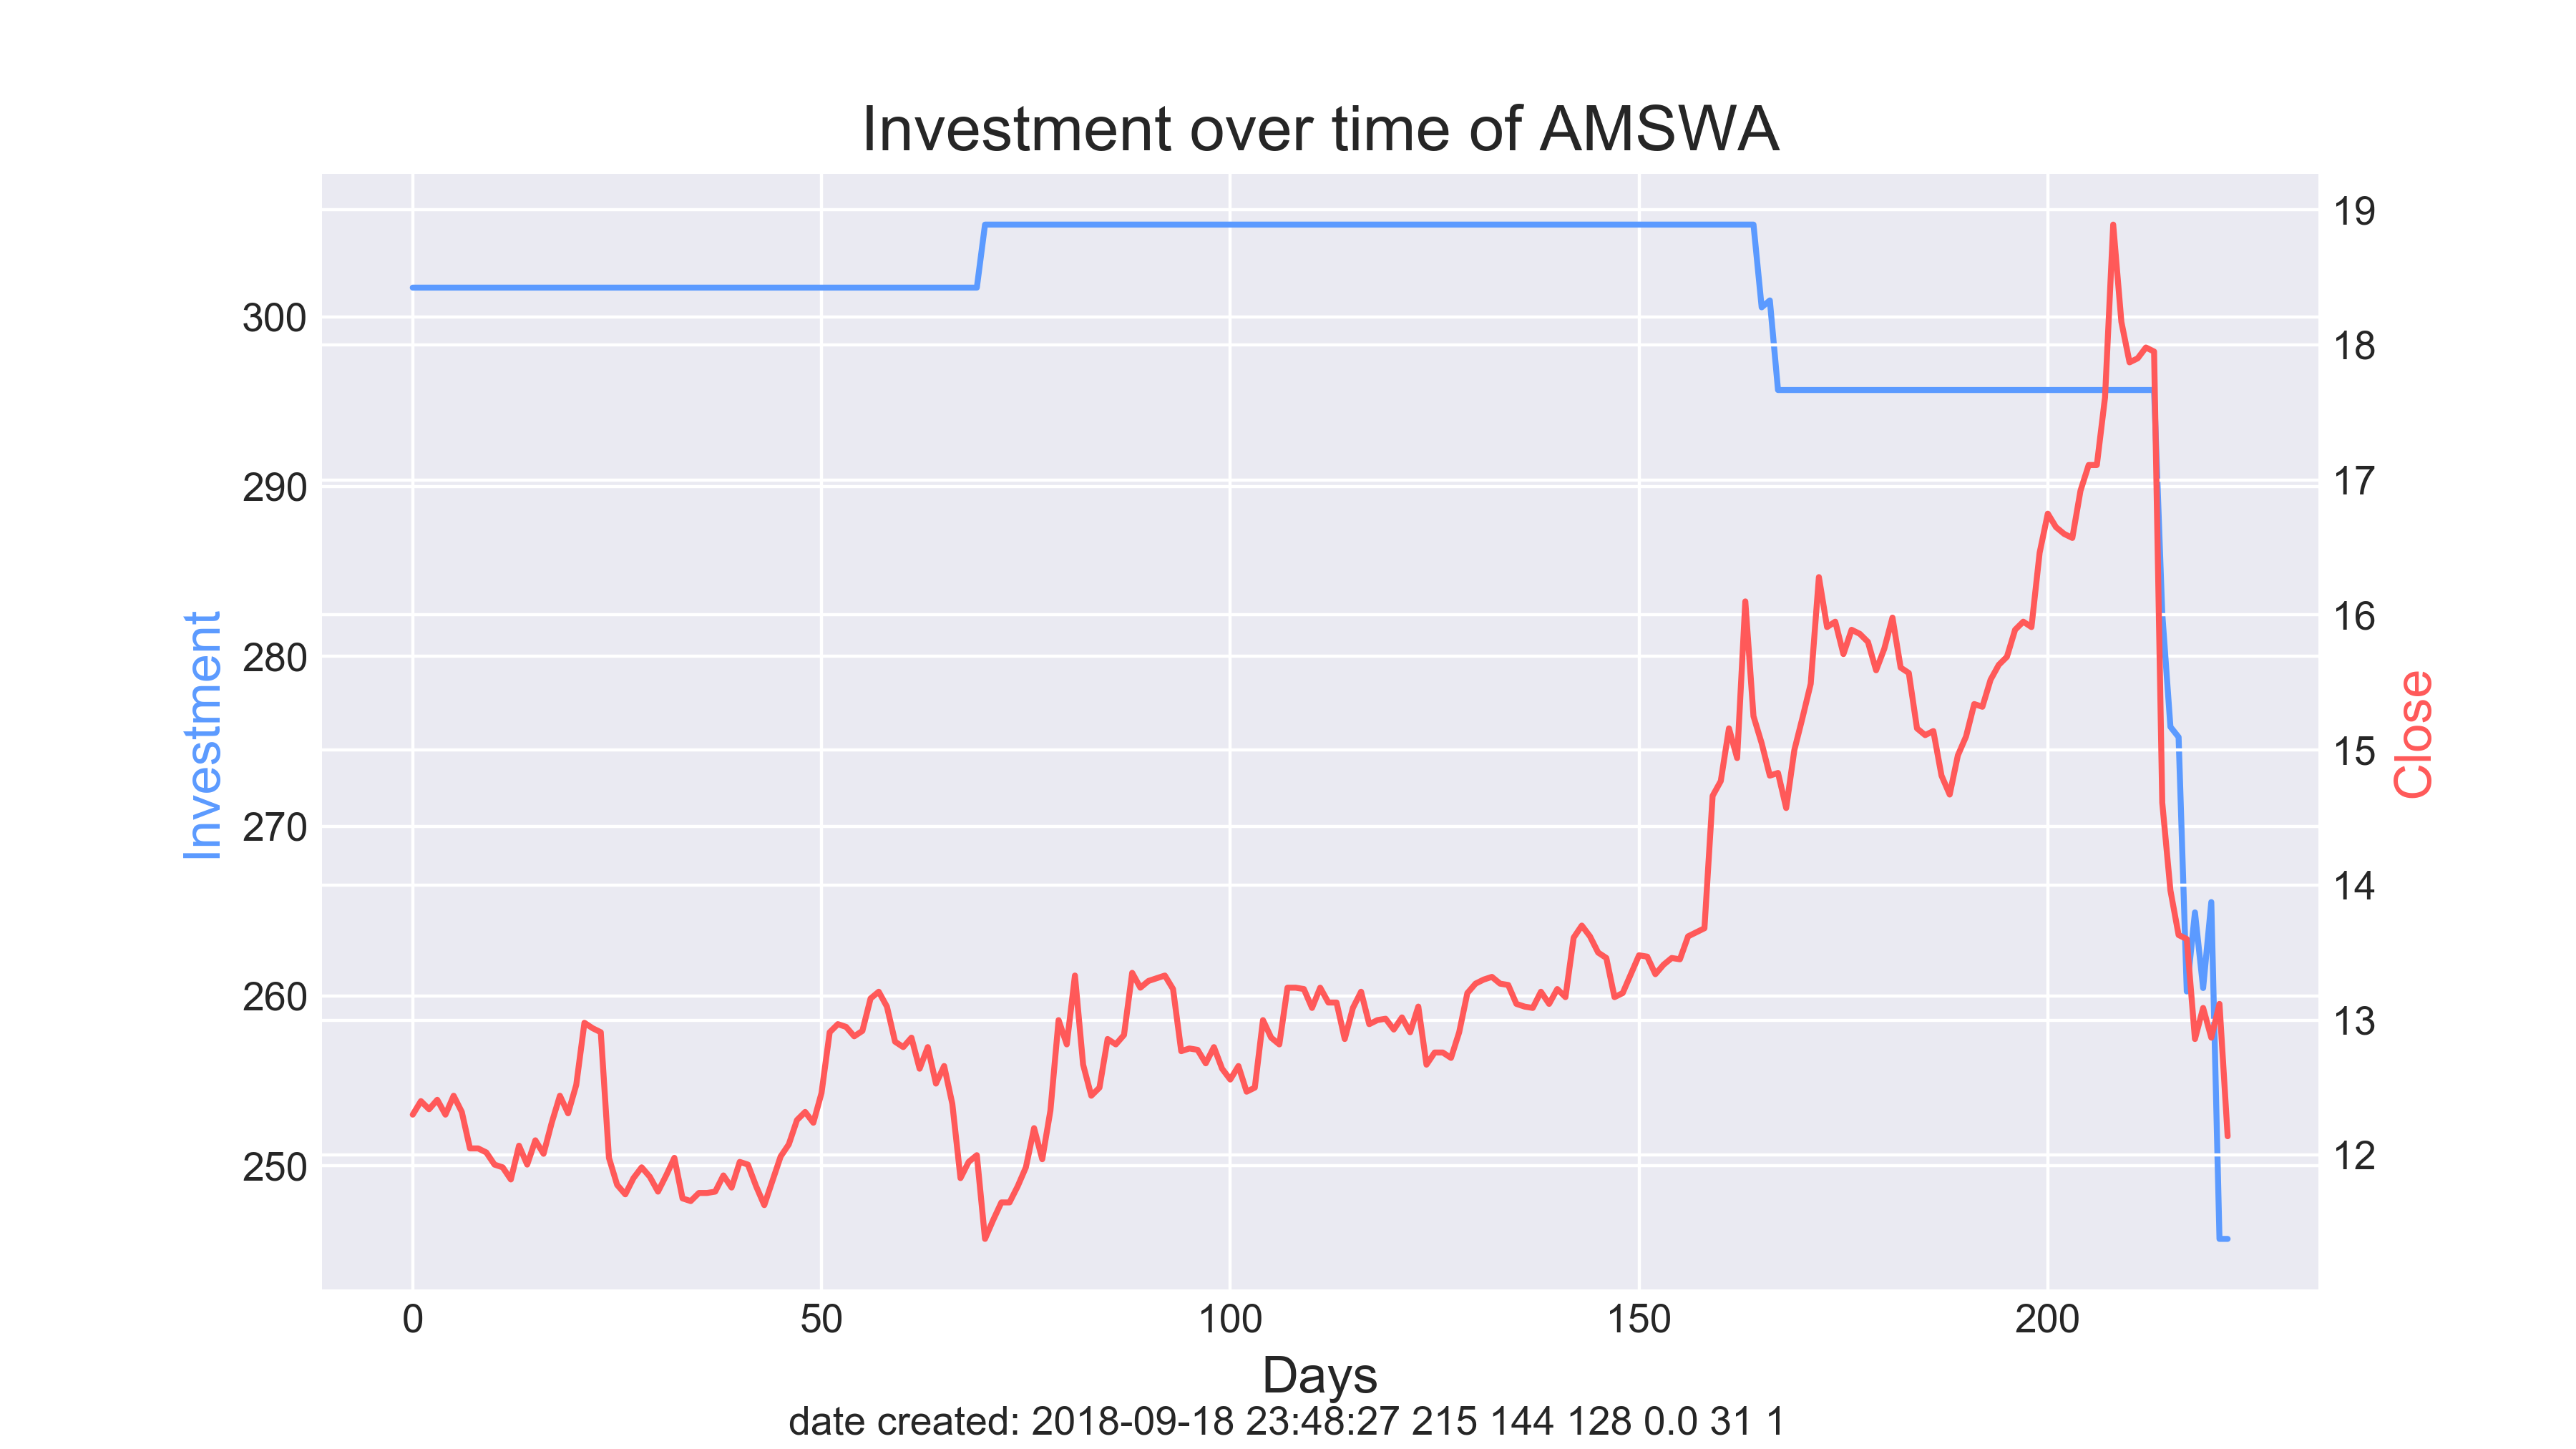 Investment over time of AMSWA
Investment
300
290
280
270
260
250
19
18
17
16
15
14
13
12
Close
0 50 100 150 200
Days
date created: 2018-09-18 23:48:27 215 144 128 0.0 31 1